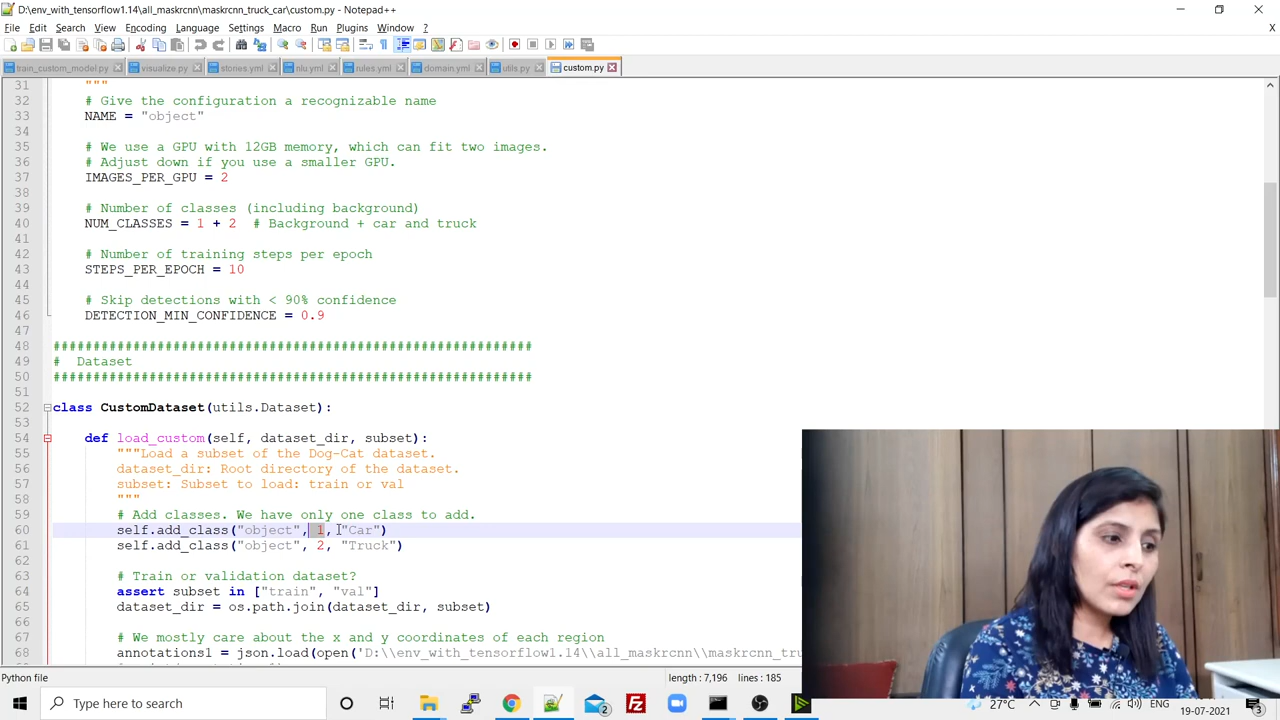 D:\env_with_tensorflow1.14\all_maskrcnn\maskrcnn_truck_car\custom.py - Notepad++
File Edit Search View Encoding Language Settings Tools Macro Run Plugins Window ?
X
train_custom_model.py visualize.py stories.yml nlu.yml rules.yml domain.yml utils.py custom.py
31 """
32 # Give the configuration a recognizable name
33 NAME = "object"
34
35 # We use a GPU with 12GB memory, which can fit two images.
36 # Adjust down if you use a smaller GPU.
37 IMAGES_PER_GPU = 2
38
39 # Number of classes (including background)
40 NUM_CLASSES = 1 + 2 # Background + car and truck
41
42 # Number of training steps per epoch
43 STEPS_PER_EPOCH = 10
44
45 # Skip detections with < 90% confidence
46 DETECTION_MIN_CONFIDENCE = 0.9
47
48 ############################################################
49 # Dataset
50 ############################################################
51
52 class CustomDataset(utils.Dataset):
53
54 def load_custom(self, dataset_dir, subset):
55 """Load a subset of the Dog-Cat dataset.
56 dataset_dir: Root directory of the dataset.
57 subset: Subset to load: train or val
58 """
59 # Add classes. We have only one class to add.
60 self.add_class("object", 1, "Car")
61 self.add_class("object", 2, "Truck")
62
63 # Train or validation dataset?
64 assert subset in ["train", "val"]
65 dataset_dir = os.path.join(dataset_dir, subset)
66
67 # We mostly care about the x and y coordinates of each region
68 annotations1 = json.load(open('D:\\env_with_tensorflow1.14\\all_maskrcnn\\maskrcnn_tru
Python file length : 7,196 lines : 185
Type here to search
2
27°C
ENG
19-07-2021
3